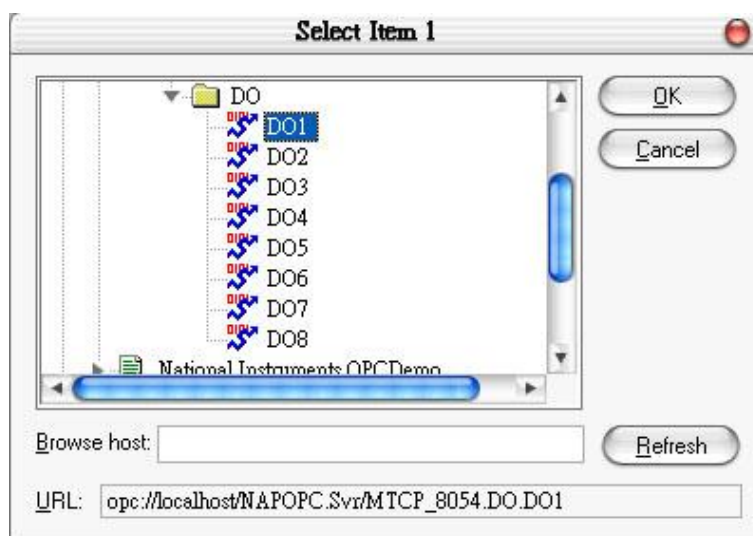 Select Item 1
DO
DO1
DO2
DO3
DO4
DO5
DO6
DO7
DO8
National Instruments OPCDemo
OK
Cancel
Browse host:
Refresh
URL: opc://localhost/NAPOPC.Svr/MTCP_8054.DO.DO1